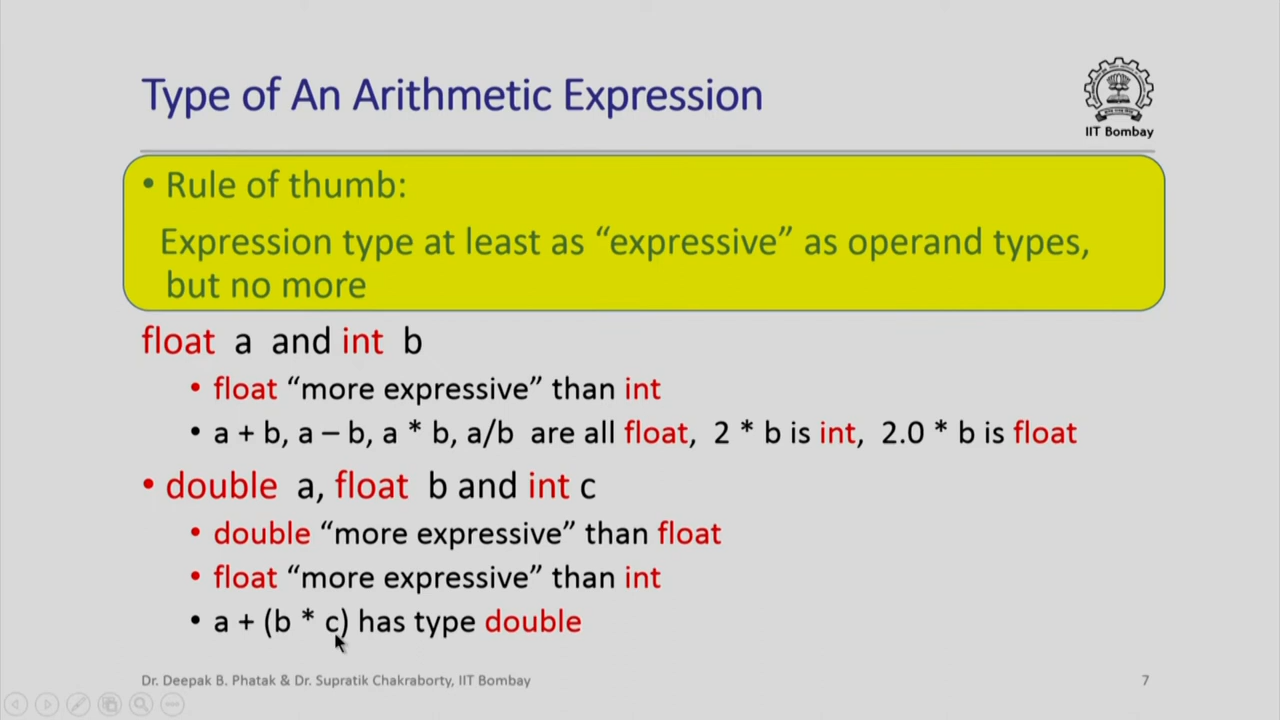 Type of An Arithmetic Expression
IIT Bombay
• Rule of thumb:
Expression type at least as “expressive” as operand types,
but no more
float a and int b
• float “more expressive” than int
• a + b, a – b, a * b, a/b are all float, 2 * b is int, 2.0 * b is float
• double a, float b and int c
• double “more expressive” than float
• float “more expressive” than int
• a + (b * c) has type double
Dr. Deepak B. Phatak & Dr. Supratik Chakraborty, IIT Bombay
7